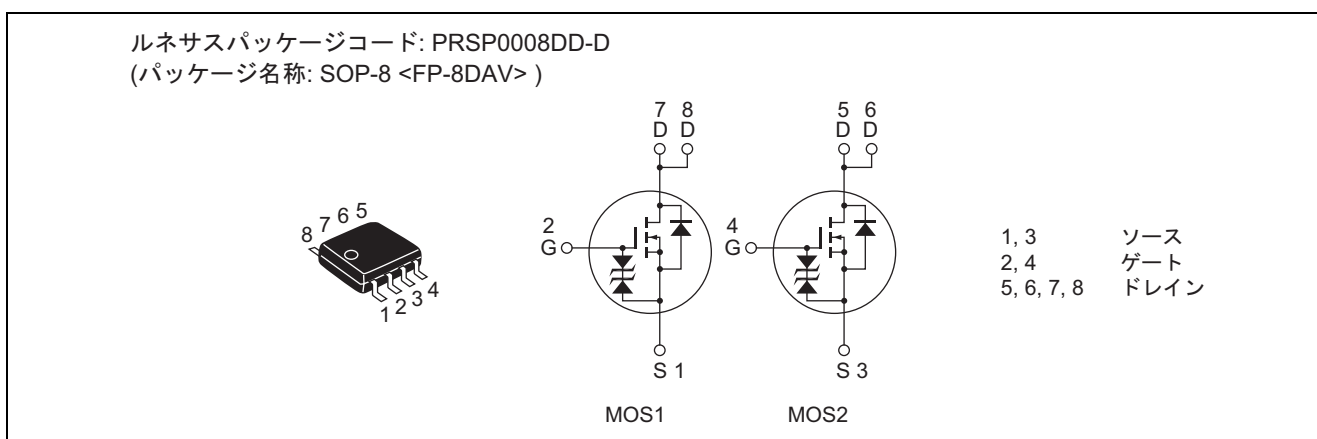 ルネサスパッケージコード: PRSP0008DD-D
(パッケージ名称: SOP-8 <FP-8DAV> )
7 8
D D
5 6
D D
8 7 6 5
1 2 3 4
2
G
4
G
S 1
S 3
MOS1
MOS2
1, 3 ソース
2, 4 ゲート
5, 6, 7, 8 ドレイン